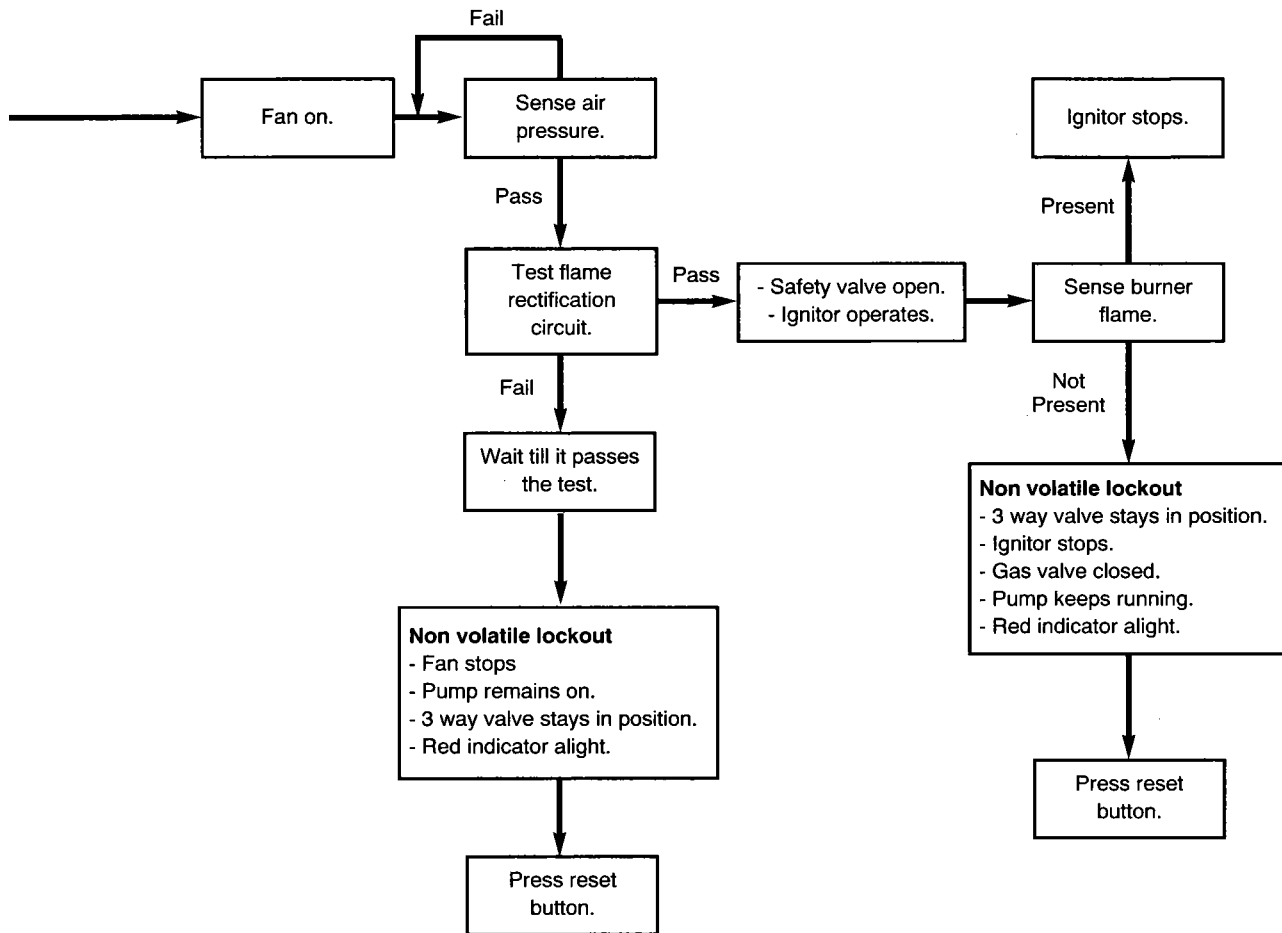 Fail
Fan on.
Sense air
pressure.
Ignitor stops.
Pass
Present
Test flame
rectification
circuit.
Pass
- Safety valve open.
- Ignitor operates.
Sense burner
flame.
Fail
Not
Present
Wait till it passes
the test.
Non volatile lockout
- 3 way valve stays in position.
- Ignitor stops.
- Gas valve closed.
- Pump keeps running.
- Red indicator alight.
Non volatile lockout
- Fan stops
- Pump remains on.
- 3 way valve stays in position.
- Red indicator alight.
Press reset
button.
Press reset
button.